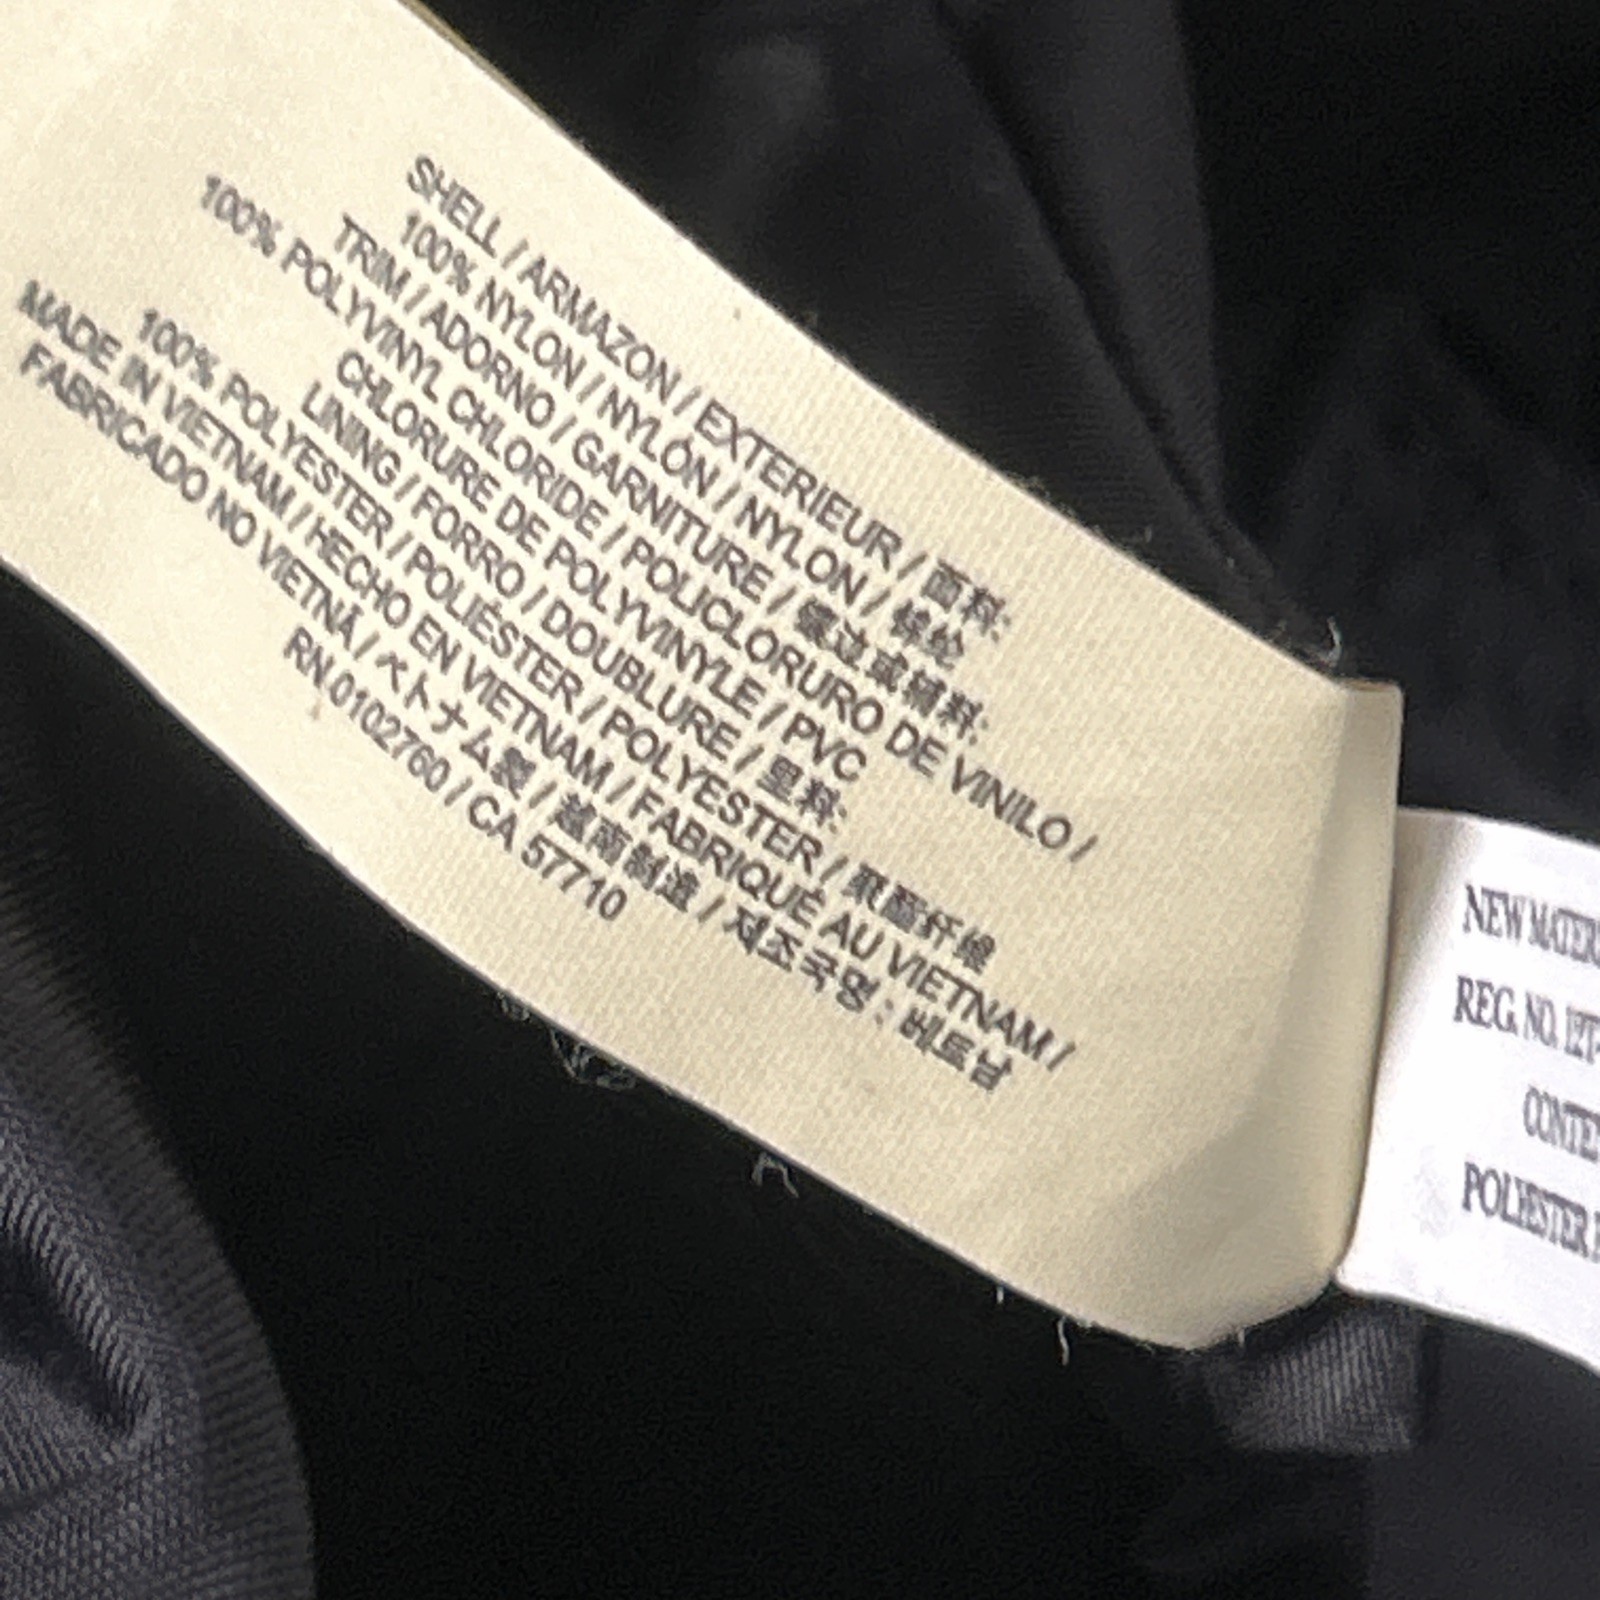 SHELL / ARMAZON / EXTERIEUR / 面料:
100% NYLON / NYLÓN / NYLON / 锦纶
TRIM / ADORNO / GARNITURE / 镶边或辅料:
100% POLYVINYL CHLORIDE / POLICLORURO DE VINILO /
CHLORURE DE POLYVINYLE / PVC
LINING / FORRO / DOUBLURE / 里料:
100% POLYESTER / POLIÉSTER / POLYESTER / 聚酯纤维
MADE IN VIETNAM / HECHO EN VIETNAM / FABRIQUÉ AU VIETNAM /
FABRICADO NO VIETNÃ / ベトナム製 / 越南制造 / 제조국명 : 베트남
RN.0102760 / CA 57710
NEW
REG. NO.
POLYESTER